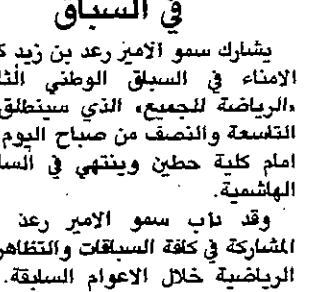 في السباق
يشارك سمو الامير رعد بن زيد
الامناء في السباق الوطني
«الرياضة للجميع» الذي سينطلق
التاسعة والنصف من صباح اليوم
امام كلية حطين وينتهي في
الهاشمية.
وقد داب سمو الامير رعد
المشاركة في كافة السباقات
الرياضية خلال الاعوام السابقة.